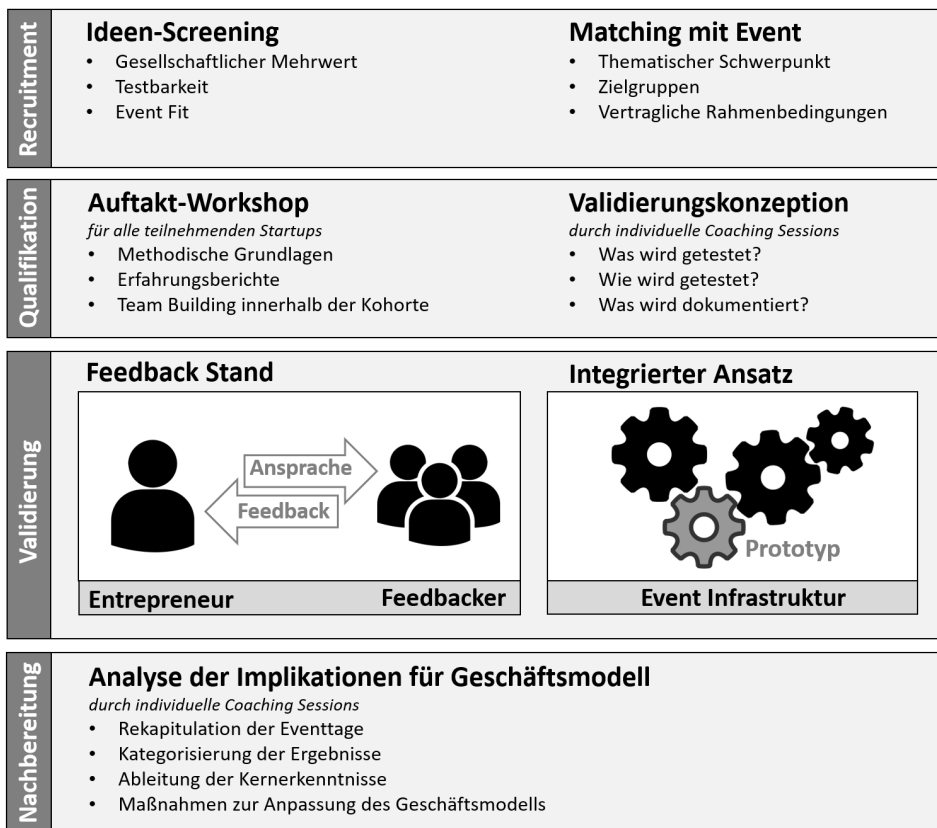 Recruitment
Ideen-Screening
• Gesellschaftlicher Mehrwert
• Testbarkeit
• Event Fit
Matching mit Event
• Thematischer Schwerpunkt
• Zielgruppen
• Vertragliche Rahmenbedingungen
Qualifikation
Auftakt-Workshop
für alle teilnehmenden Startups
• Methodische Grundlagen
• Erfahrungsberichte
• Team Building innerhalb der Kohorte
Validierungskonzeption
durch individuelle Coaching Sessions
• Was wird getestet?
• Wie wird getestet?
• Was wird dokumentiert?
Validierung
Feedback Stand
Ansprache
Feedback
Entrepreneur
Feedbacker
Integrierter Ansatz
Prototyp
Event Infrastruktur
Nachbereitung
Analyse der Implikationen für Geschäftsmodell
durch individuelle Coaching Sessions
• Rekapitulation der Eventtage
• Kategorisierung der Ergebnisse
• Ableitung der Kernerkenntnisse
• Maßnahmen zur Anpassung des Geschäftsmodells